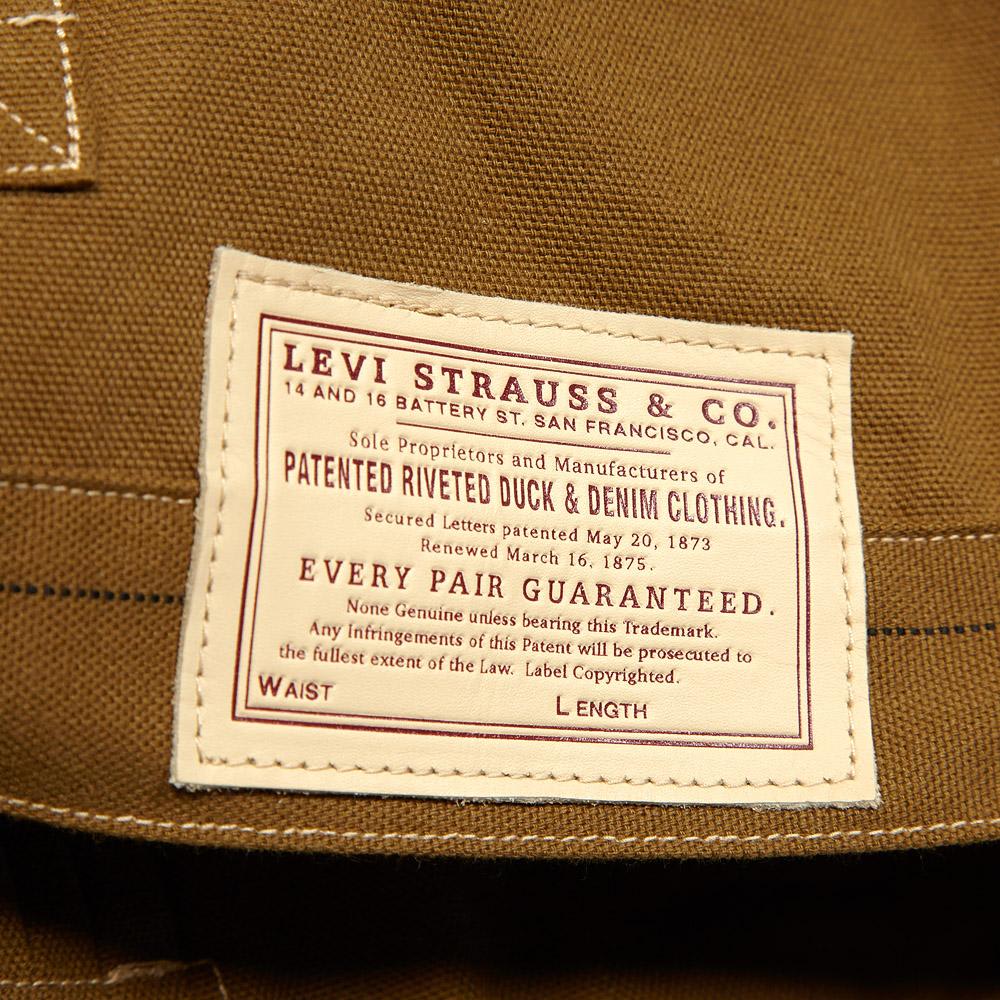 LEVI STRAUSS & CO.
14 AND 16 BATTERY ST. SAN FRANCISCO, CAL.
Sole Proprietors and Manufacturers of
PATENTED RIVETED DUCK & DENIM CLOTHING.
Secured Letters patented May 20, 1873
Renewed March 16, 1875.
EVERY PAIR GUARANTEED.
None Genuine unless bearing this Trademark.
Any Infringements of this Patent will be prosecuted to
the fullest extent of the Law. Label Copyrighted.
WAIST LENGTH